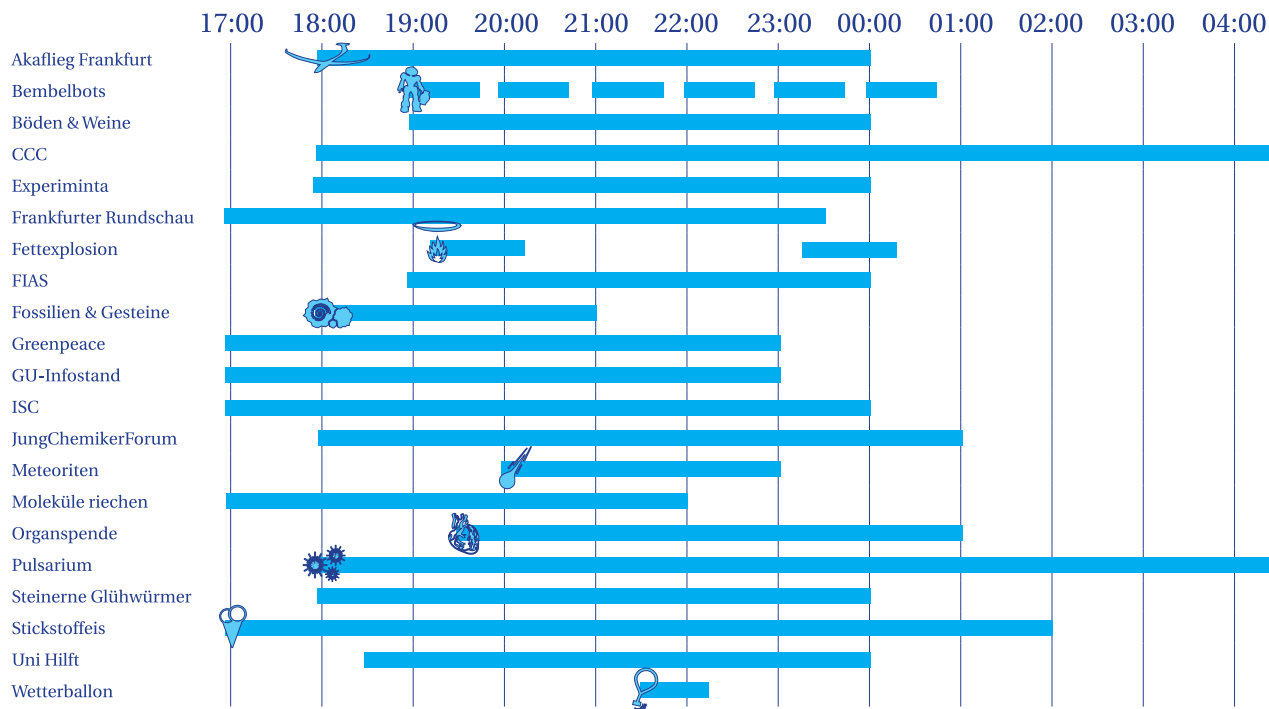 17:00 18:00 19:00 20:00 21:00 22:00 23:00 00:00 01:00 02:00 03:00 04:00
Akaflieg Frankfurt
Bembelbots
Böden & Weine
CCC
Experiminta
Frankfurter Rundschau
Fettexplosion
FIAS
Fossilien & Gesteine
Greenpeace
GU-Infostand
ISC
JungChemikerForum
Meteoriten
Moleküle riechen
Organspende
Pulsarium
Steinerne Glühwürmer
Stickstoffeis
Uni Hilft
Wetterballon